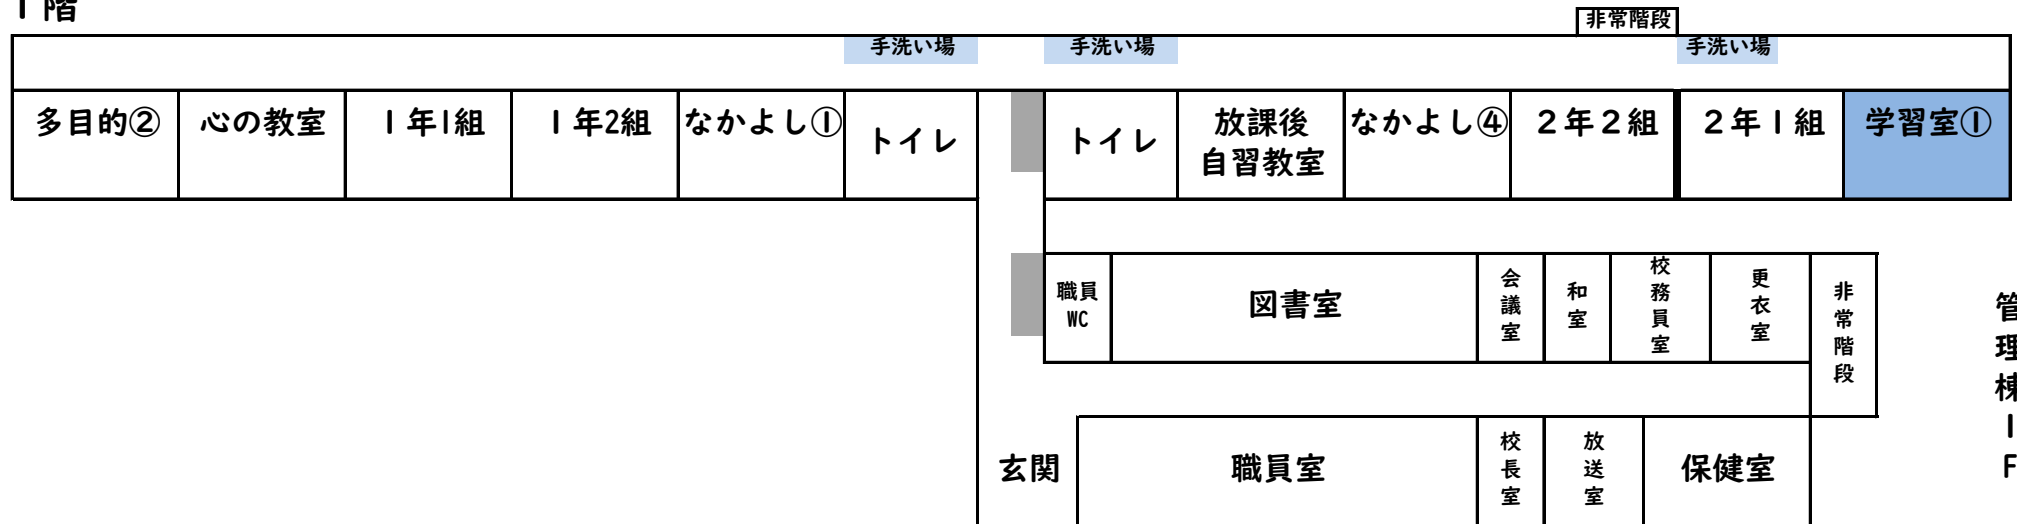 1階
非常階段
手洗い場
手洗い場
手洗い場
多目的②
心の教室
1年1組
1年2組
なかよし①
トイレ
トイレ
放課後
自習教室
なかよし④
２年２組
２年１組
学習室①
職員
WC
図書室
会議室
和室
校務員室
更衣室
非常階段
管理棟1F
玄関
職員室
校長室
放送室
保健室